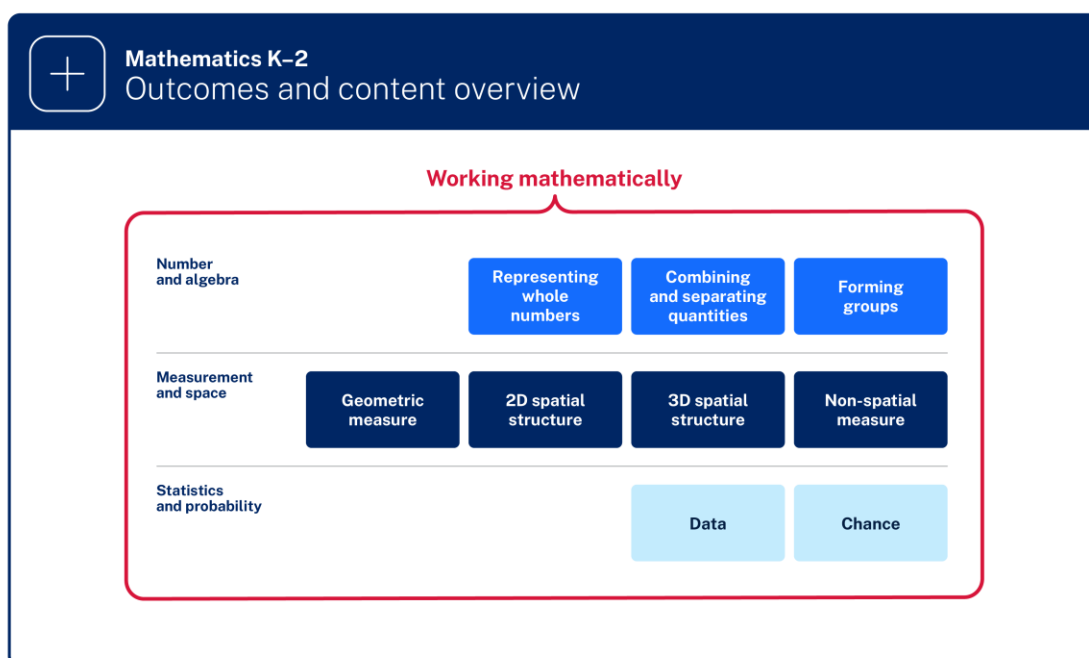 Mathematics K–2
Outcomes and content overview
Working mathematically
Number
and algebra
Representing
whole
numbers
Combining
and separating
quantities
Forming
groups
Measurement
and space
Geometric
measure
2D spatial
structure
3D spatial
structure
Non-spatial
measure
Statistics
and probability
Data
Chance